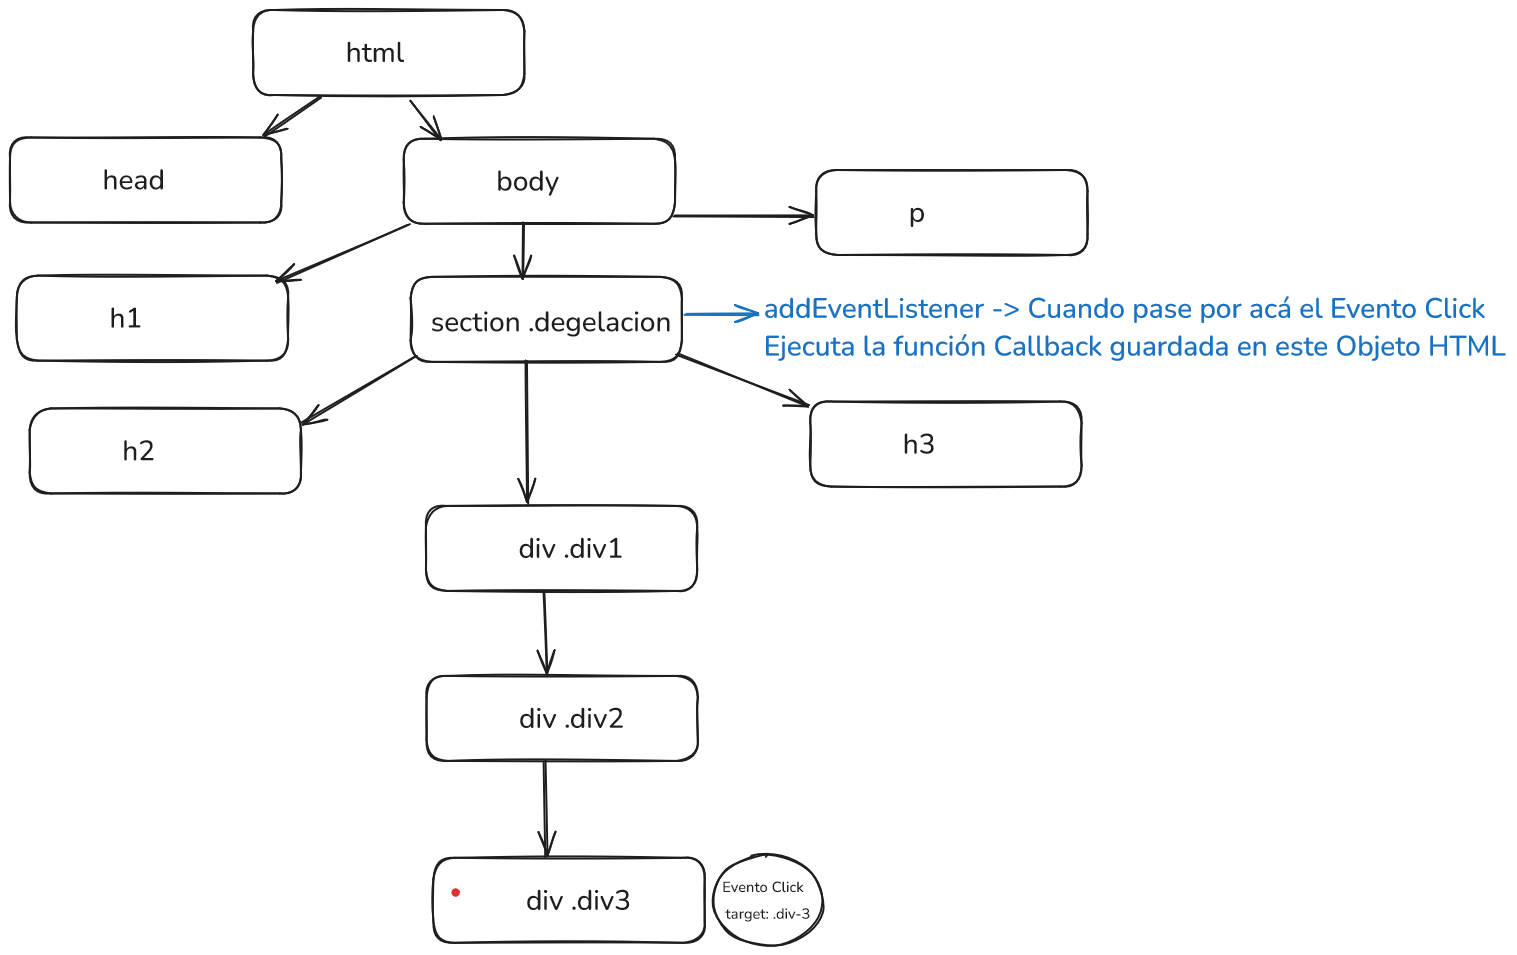 html
head
body
p
h1
section .degelacion
addEventListener -> Cuando pase por acá el Evento Click
Ejecuta la función Callback guardada en este Objeto HTML
h2
h3
div .div1
div .div2
div .div3
Evento Click
target: .div-3